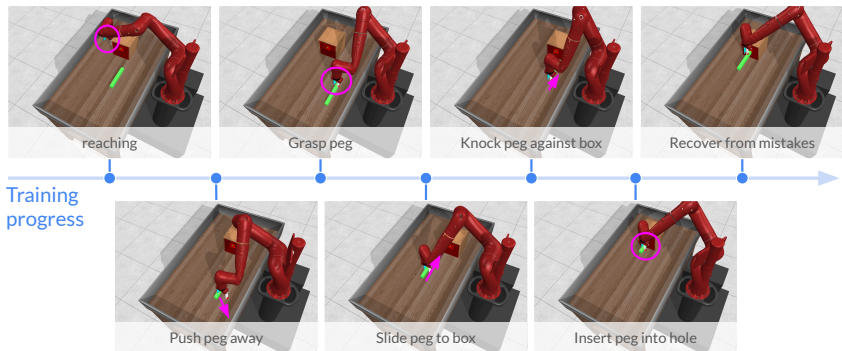 reaching
Grasp peg
Knock peg against box
Recover from mistakes
Training
progress
Push peg away
Slide peg to box
Insert peg into hole